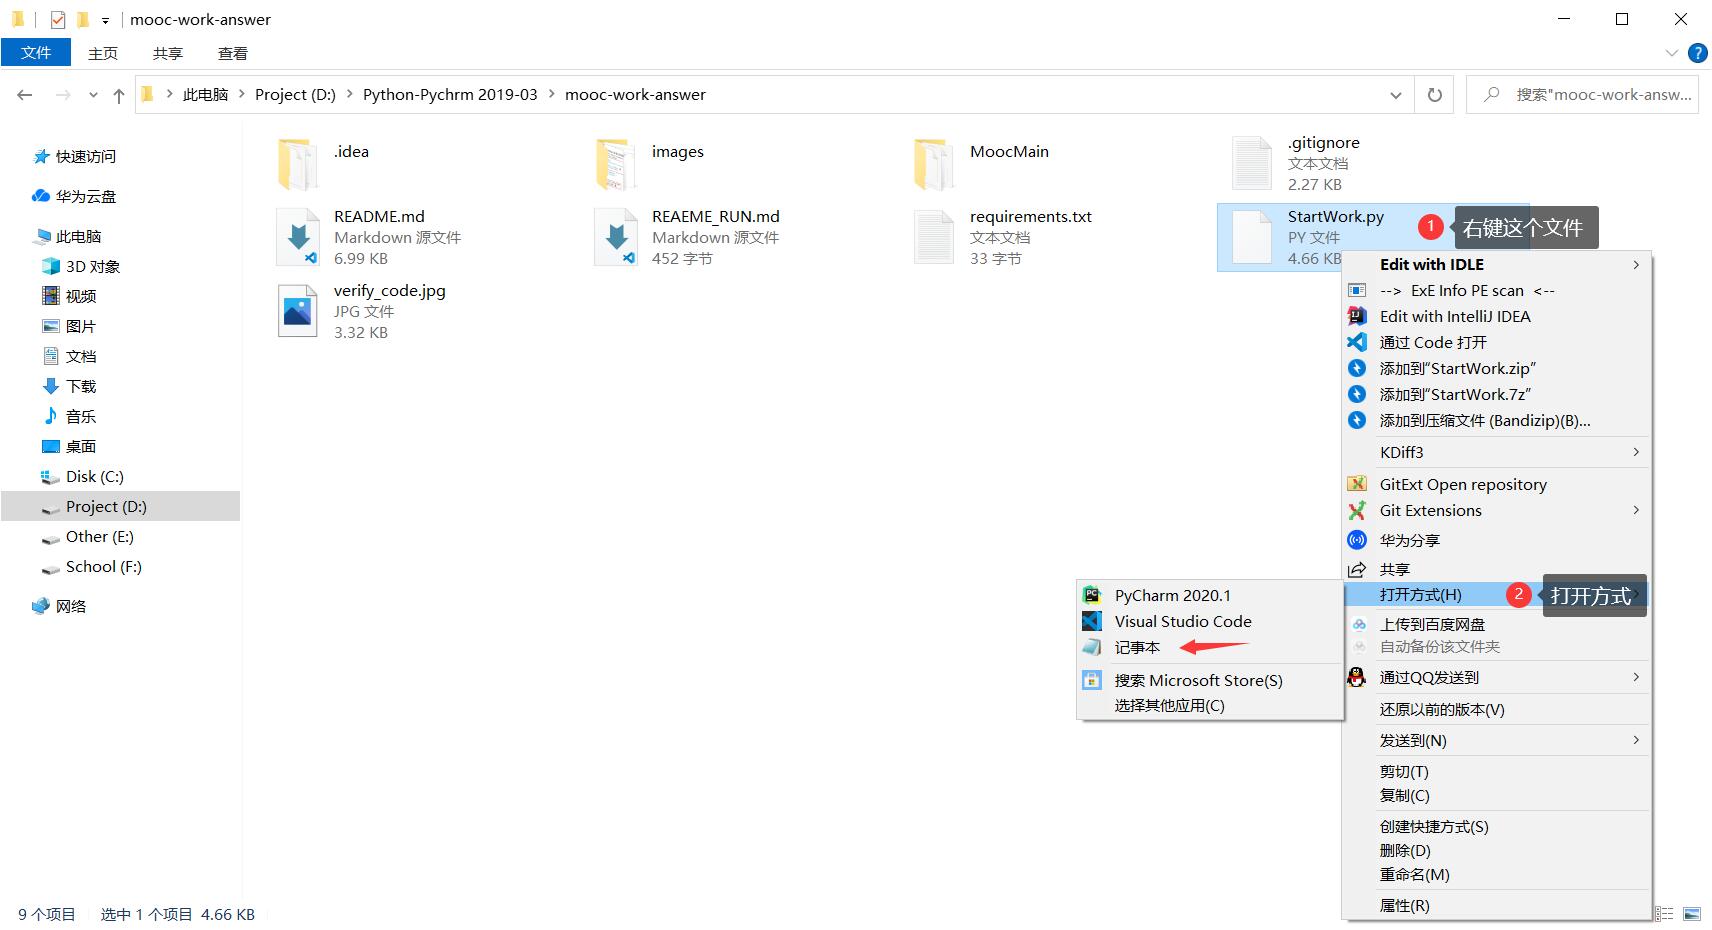 mooc-work-answer
文件 主页 共享 查看
此电脑 Project (D:) Python-Pychrm 2019-03 mooc-work-answer
搜索"mooc-work-answ...
快速访问
华为云盘
此电脑
3D 对象
视频
图片
文档
下载
音乐
桌面
Disk (C:)
Project (D:)
Other (E:)
School (F:)
网络
.idea
images
MoocMain
.gitignore
文本文档
2.27 KB
README.md
Markdown 源文件
6.99 KB
REAEME_RUN.md
Markdown 源文件
452 字节
requirements.txt
文本文档
33 字节
StartWork.py
PY 文件
4.66 KB
1 右键这个文件
verify_code.jpg
JPG 文件
3.32 KB
Edit with IDLE
--> ExE Info PE scan <--
Edit with IntelliJ IDEA
通过 Code 打开
添加到“StartWork.zip”
添加到“StartWork.7z”
添加到压缩文件 (Bandizip)(B)...
KDiff3
GitExt Open repository
Git Extensions
华为分享
共享
打开方式(H) 2 打开方式
上传到百度网盘
自动备份该文件夹
通过QQ发送到
还原以前的版本(V)
发送到(N)
剪切(T)
复制(C)
创建快捷方式(S)
删除(D)
重命名(M)
属性(R)
PyCharm 2020.1
Visual Studio Code
记事本
搜索 Microsoft Store(S)
选择其他应用(C)
9 个项目 选中 1 个项目 4.66 KB